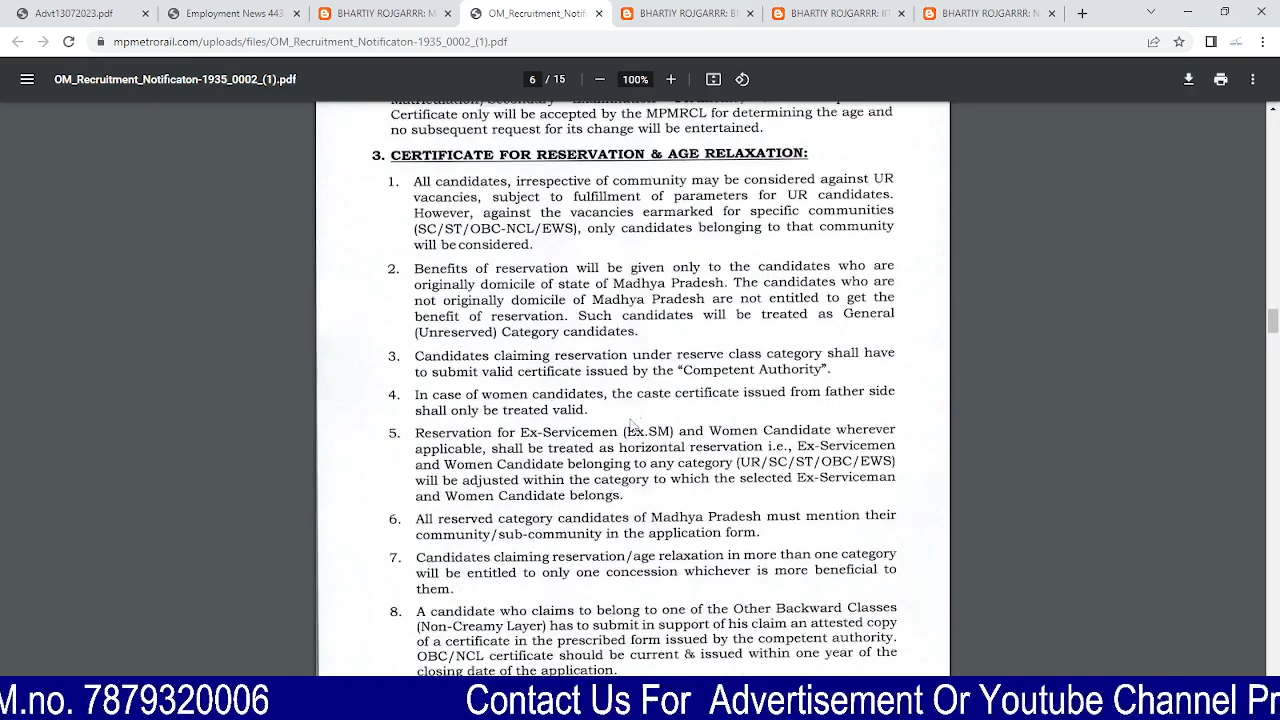 Advt13072023.pdf
Employment News 443
BHARTIY ROJGARRR: M
OM_Recruitment_Notifi
BHARTIY ROJGARRR: BN
BHARTIY ROJGARRR:
BHARTIY ROJGARRR: N
mpmetrorail.com/uploads/files/OM_Recruitment_Notificaton-1935_0002_(1).pdf
OM_Recruitment_Notificaton-1935_0002_(1).pdf
6 / 15
100%
Matriculation/Secondary Examination
Certificate only will be accepted by the MPMRCL for determining the age and
no subsequent request for its change will be entertained.
3. CERTIFICATE FOR RESERVATION & AGE RELAXATION:
1. All candidates, irrespective of community may be considered against UR
vacancies, subject to fulfillment of parameters for UR candidates.
However, against the vacancies earmarked for specific communities
(SC/ST/OBC-NCL/EWS), only candidates belonging to that community
will be considered.
2. Benefits of reservation will be given only to the candidates who are
originally domicile of state of Madhya Pradesh. The candidates who are
not originally domicile of Madhya Pradesh are not entitled to get the
benefit of reservation. Such candidates will be treated as General
(Unreserved) Category candidates.
3. Candidates claiming reservation under reserve class category shall have
to submit valid certificate issued by the “Competent Authority”.
4. In case of women candidates, the caste certificate issued from father side
shall only be treated valid.
5. Reservation for Ex-Servicemen (Ex.SM) and Women Candidate wherever
applicable, shall be treated as horizontal reservation i.e., Ex-Servicemen
and Women Candidate belonging to any category (UR/SC/ST/OBC/EWS)
will be adjusted within the category to which the selected Ex-Serviceman
and Women Candidate belongs.
6. All reserved category candidates of Madhya Pradesh must mention their
community/sub-community in the application form.
7. Candidates claiming reservation/age relaxation in more than one category
will be entitled to only one concession whichever is more beneficial to
them.
8. A candidate who claims to belong to one of the Other Backward Classes
(Non-Creamy Layer) has to submit in support of his claim an attested copy
of a certificate in the prescribed form issued by the competent authority.
OBC/NCL certificate should be current & issued within one year of the
closing date of the application.
M.no. 7879320006 Contact Us For Advertisement Or Youtube Channel Pr